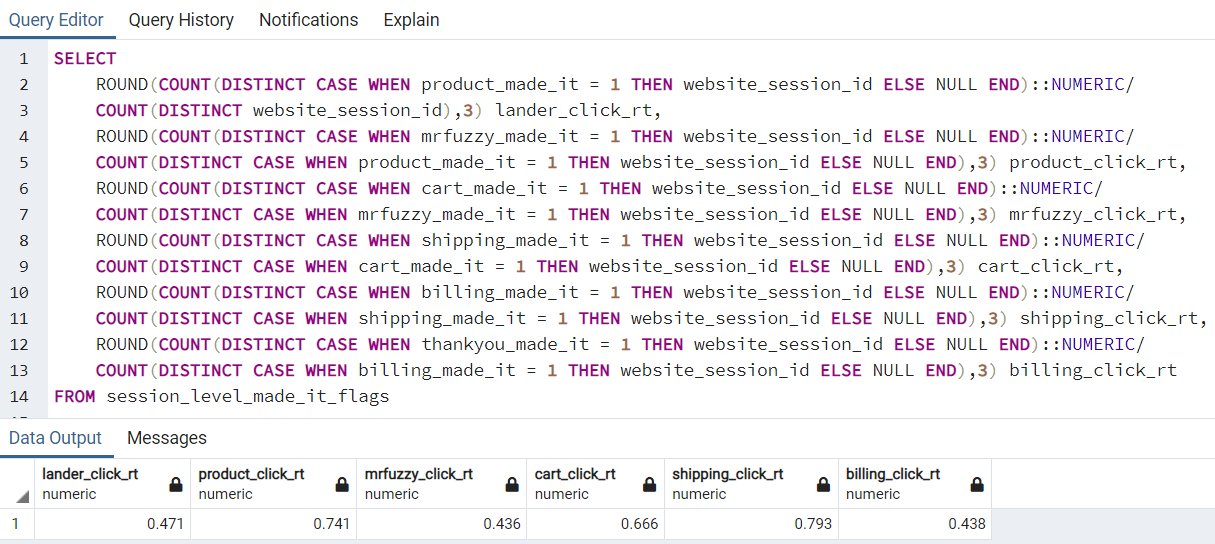 Query Editor Query History Notifications Explain
1 SELECT
2 ROUND(COUNT(DISTINCT CASE WHEN product_made_it = 1 THEN website_session_id ELSE NULL END)::NUMERIC/
3 COUNT(DISTINCT website_session_id),3) lander_click_rt,
4 ROUND(COUNT(DISTINCT CASE WHEN mrfuzzy_made_it = 1 THEN website_session_id ELSE NULL END)::NUMERIC/
5 COUNT(DISTINCT CASE WHEN product_made_it = 1 THEN website_session_id ELSE NULL END),3) product_click_rt,
6 ROUND(COUNT(DISTINCT CASE WHEN cart_made_it = 1 THEN website_session_id ELSE NULL END)::NUMERIC/
7 COUNT(DISTINCT CASE WHEN mrfuzzy_made_it = 1 THEN website_session_id ELSE NULL END),3) mrfuzzy_click_rt,
8 ROUND(COUNT(DISTINCT CASE WHEN shipping_made_it = 1 THEN website_session_id ELSE NULL END)::NUMERIC/
9 COUNT(DISTINCT CASE WHEN cart_made_it = 1 THEN website_session_id ELSE NULL END),3) cart_click_rt,
10 ROUND(COUNT(DISTINCT CASE WHEN billing_made_it = 1 THEN website_session_id ELSE NULL END)::NUMERIC/
11 COUNT(DISTINCT CASE WHEN shipping_made_it = 1 THEN website_session_id ELSE NULL END),3) shipping_click_rt,
12 ROUND(COUNT(DISTINCT CASE WHEN thankyou_made_it = 1 THEN website_session_id ELSE NULL END)::NUMERIC/
13 COUNT(DISTINCT CASE WHEN billing_made_it = 1 THEN website_session_id ELSE NULL END),3) billing_click_rt
14 FROM session_level_made_it_flags
Data Output Messages
lander_click_rt product_click_rt mrfuzzy_click_rt cart_click_rt shipping_click_rt billing_click_rt
numeric numeric numeric numeric numeric numeric
1 0.471 0.741 0.436 0.666 0.793 0.438